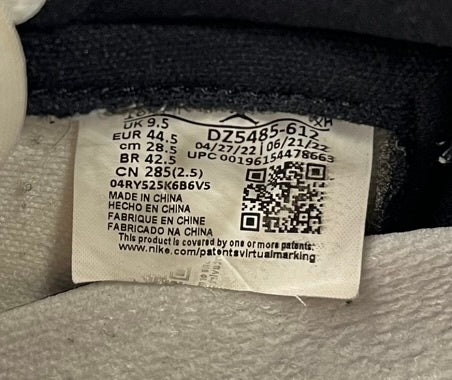 UK 9.5
EUR 44.5
cm 28.5
BR 42.5
CN 285(2.5)
04RY525K6B6V5
XH
DZ5485-612
04/27/22 | 06/21/22
UPC 00196154478663
MADE IN CHINA
HECHO EN CHINA
FABRIQUE EN CHINE
FABRICADO NA CHINA
This product is covered by one or more patents:
www.nike.com/patentsvirtualmarking